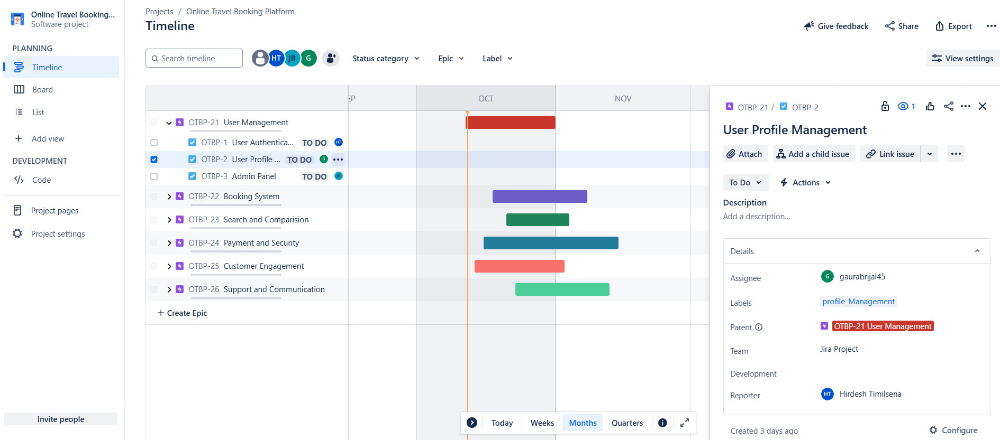 Online Travel Booking...
Software project
PLANNING
Timeline
Board
List
Add view
DEVELOPMENT
Code
Project pages
Project settings
Invite people
Projects / Online Travel Booking Platform
Timeline
Give feedback
Share
Export
Search timeline
HT
JB
G
Status category
Epic
Label
View settings
EP
OCT
NOV
OTBP-21 User Management
OTBP-1 User Authentica... TO DO HT
OTBP-2 User Profile ... TO DO G
OTBP-3 Admin Panel TO DO JB
OTBP-22 Booking System
OTBP-23 Search and Comparision
OTBP-24 Payment and Security
OTBP-25 Customer Engagement
OTBP-26 Support and Communication
+ Create Epic
Today
Weeks
Months
Quarters
OTBP-21 / OTBP-2
1
User Profile Management
Attach
Add a child issue
Link issue
To Do
Actions
Description
Add a description...
Details
Assignee
G gaurabrijal45
Labels
profile_Management
Parent
OTBP-21 User Management
Team
Jira Project
Development
Reporter
HT Hirdesh Timilsena
Created 3 days ago
Configure